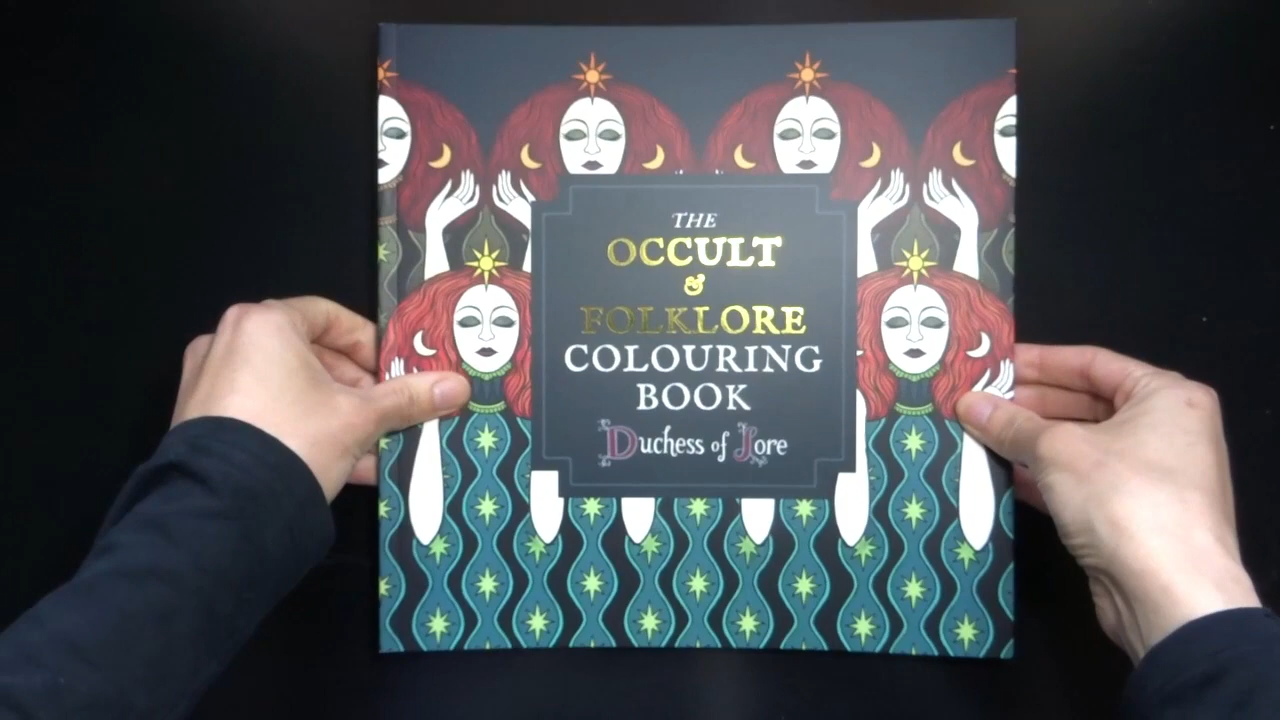 THE
OCCULT
&
FOLKLORE
COLOURING
BOOK
Duchess of Lore